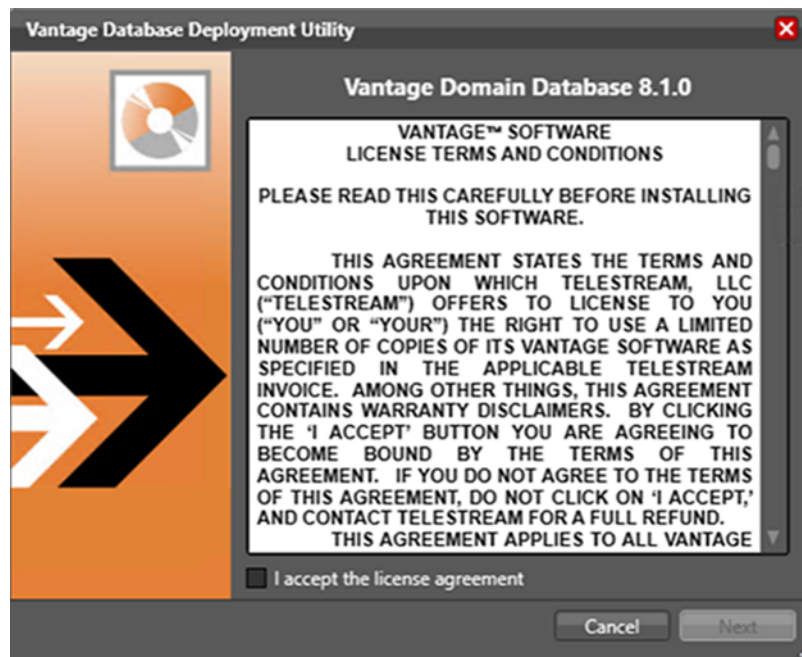 Vantage Database Deployment Utility
Vantage Domain Database 8.1.0
VANTAGE™ SOFTWARE
LICENSE TERMS AND CONDITIONS
PLEASE READ THIS CAREFULLY BEFORE INSTALLING
THIS SOFTWARE.
THIS AGREEMENT STATES THE TERMS AND
CONDITIONS UPON WHICH TELESTREAM, LLC
(“TELESTREAM”) OFFERS TO LICENSE TO YOU
(“YOU” OR “YOUR”) THE RIGHT TO USE A LIMITED
NUMBER OF COPIES OF ITS VANTAGE SOFTWARE AS
SPECIFIED IN THE APPLICABLE TELESTREAM
INVOICE. AMONG OTHER THINGS, THIS AGREEMENT
CONTAINS WARRANTY DISCLAIMERS. BY CLICKING
THE ‘I ACCEPT’ BUTTON YOU ARE AGREEING TO
BECOME BOUND BY THE TERMS OF THIS
AGREEMENT. IF YOU DO NOT AGREE TO THE TERMS
OF THIS AGREEMENT, DO NOT CLICK ON ‘I ACCEPT,’
AND CONTACT TELESTREAM FOR A FULL REFUND.
THIS AGREEMENT APPLIES TO ALL VANTAGE
I accept the license agreement
Cancel Next